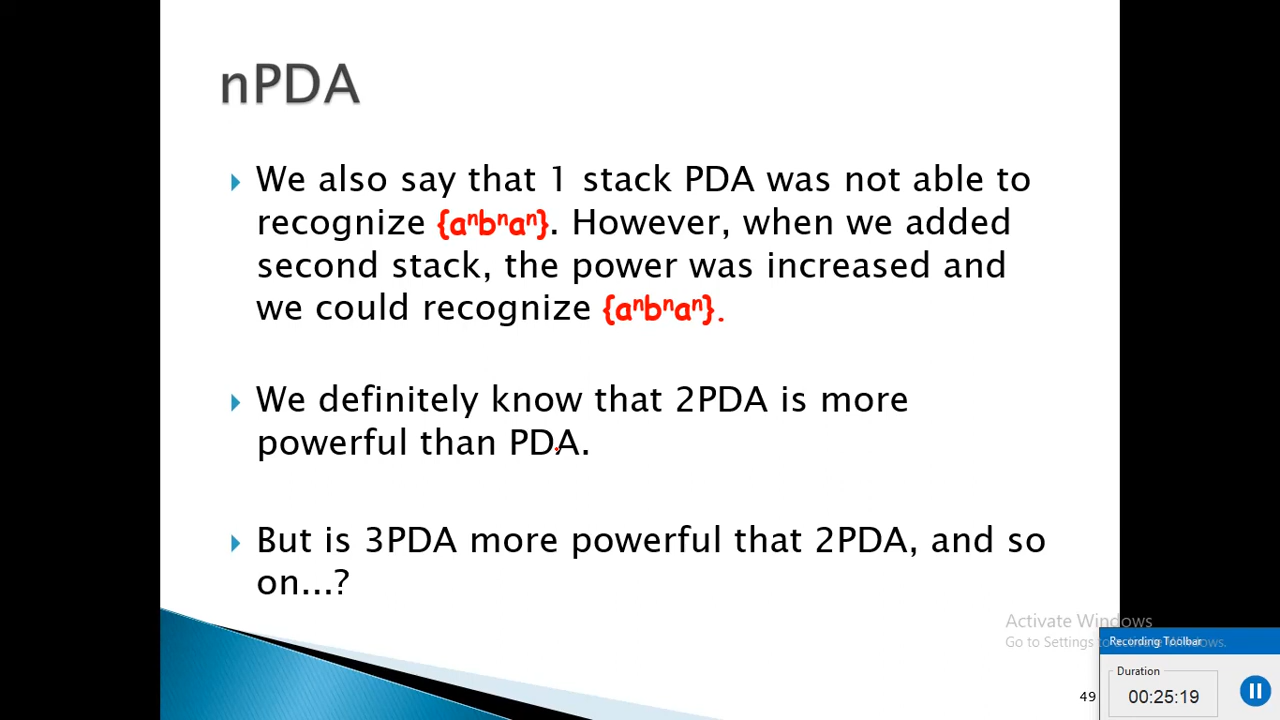 nPDA
We also say that 1 stack PDA was not able to
recognize {aⁿbⁿaⁿ}. However, when we added
second stack, the power was increased and
we could recognize {aⁿbⁿaⁿ}.
We definitely know that 2PDA is more
powerful than PDA.
But is 3PDA more powerful that 2PDA, and so
on...?
Activate Windows
Go to Settings to activate Windows.
Recording Toolbar
Duration
00:25:19
49